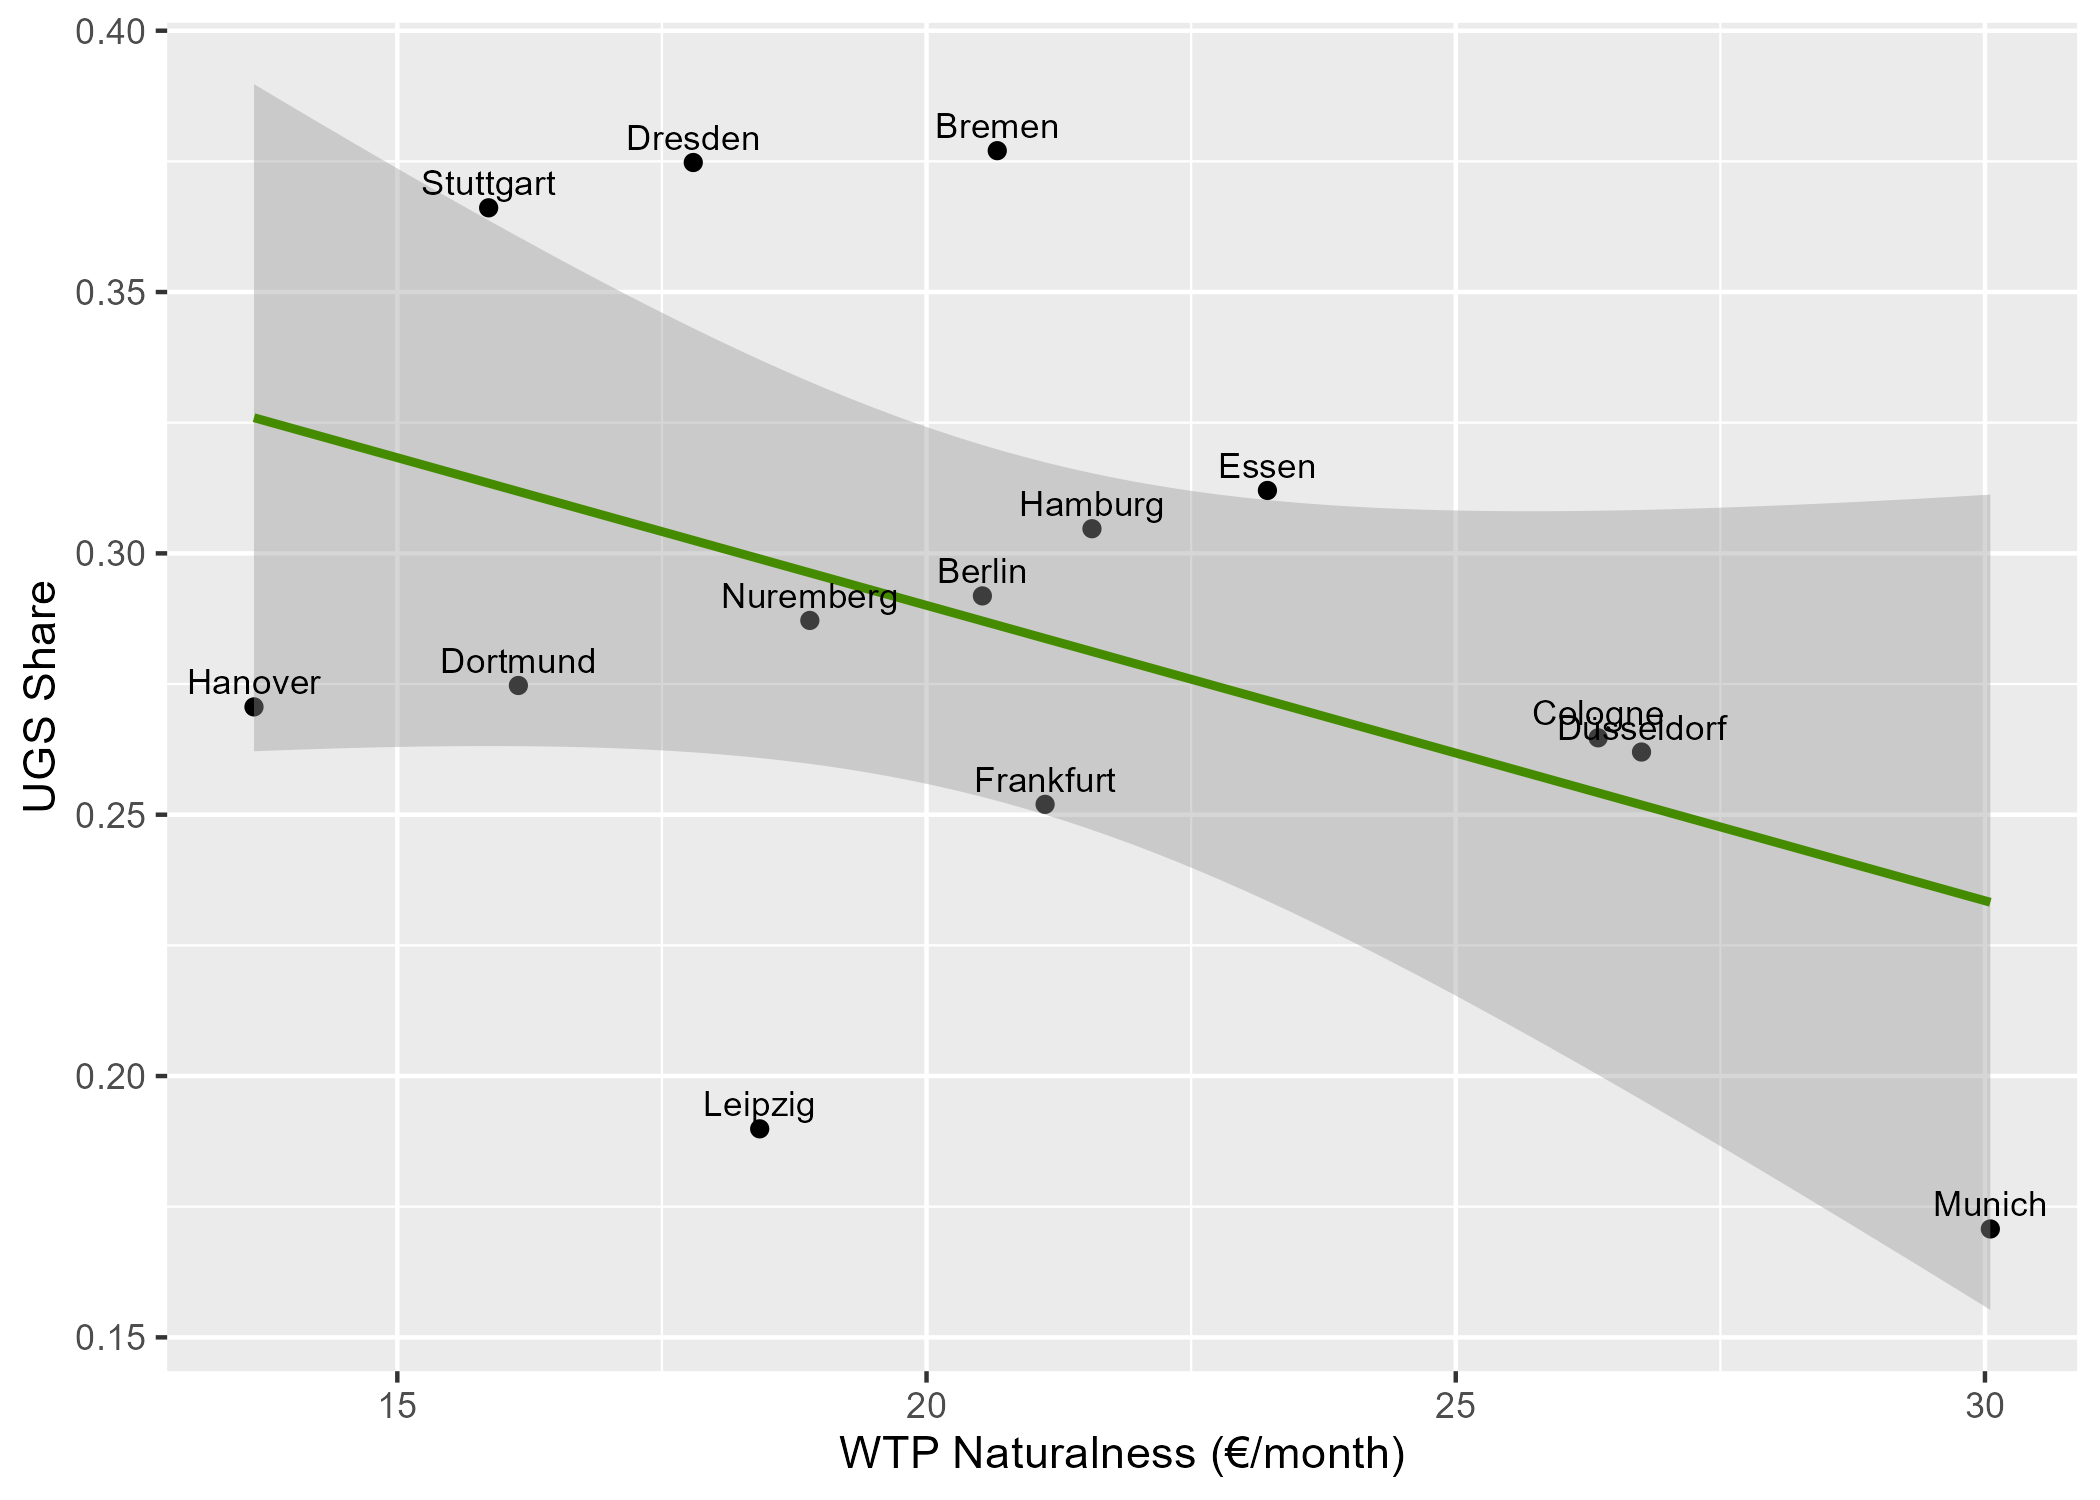 0.40
0.35
0.30
0.25
0.20
0.15
UGS Share
Bremen
Dresden
Stuttgart
Essen
Hamburg
Berlin
Nuremberg
Dortmund
Hanover
Cologne
Düsseldorf
Frankfurt
Leipzig
Munich
15 20 25 30
WTP Naturalness (€/month)